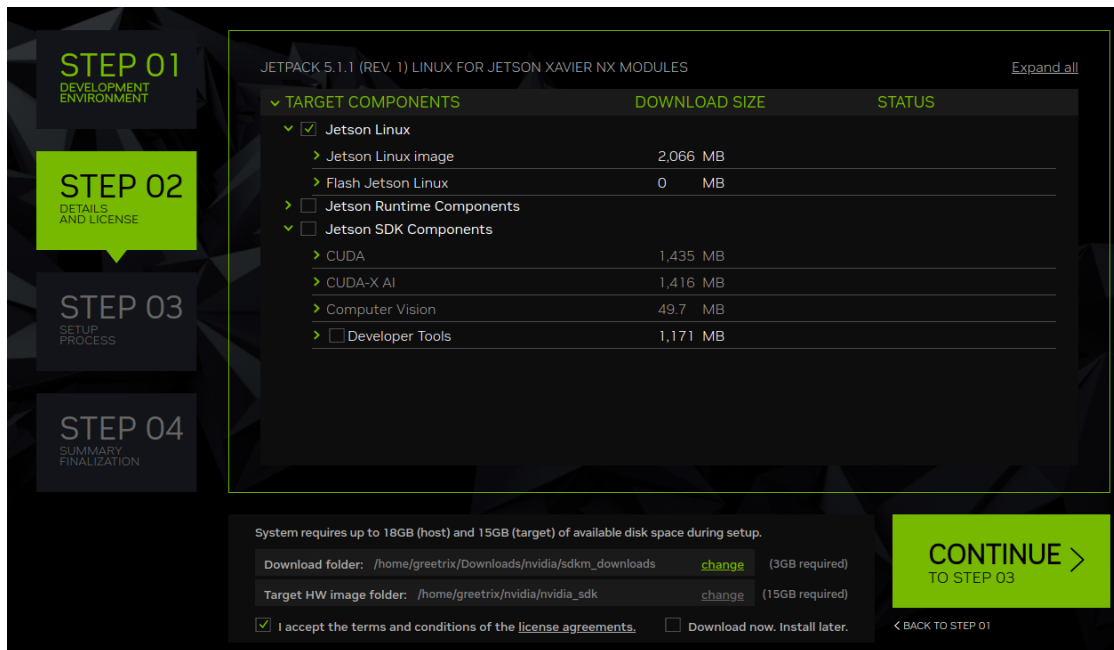 STEP 01
DEVELOPMENT
ENVIRONMENT
STEP 02
DETAILS
AND LICENSE
STEP 03
SETUP
PROCESS
STEP 04
SUMMARY
FINALIZATION
JETPACK 5.1.1 (REV. 1) LINUX FOR JETSON XAVIER NX MODULES Expand all
TARGET COMPONENTS DOWNLOAD SIZE STATUS
Jetson Linux
Jetson Linux image 2,066 MB
Flash Jetson Linux 0 MB
Jetson Runtime Components
Jetson SDK Components
CUDA 1,435 MB
CUDA-X AI 1,416 MB
Computer Vision 49.7 MB
Developer Tools 1,171 MB
System requires up to 18GB (host) and 15GB (target) of available disk space during setup.
Download folder: /home/greetrix/Downloads/nvidia/sdkm_downloads change (3GB required)
Target HW image folder: /home/greetrix/nvidia/nvidia_sdk change (15GB required)
I accept the terms and conditions of the license agreements. Download now. Install later.
CONTINUE
TO STEP 03
BACK TO STEP 01